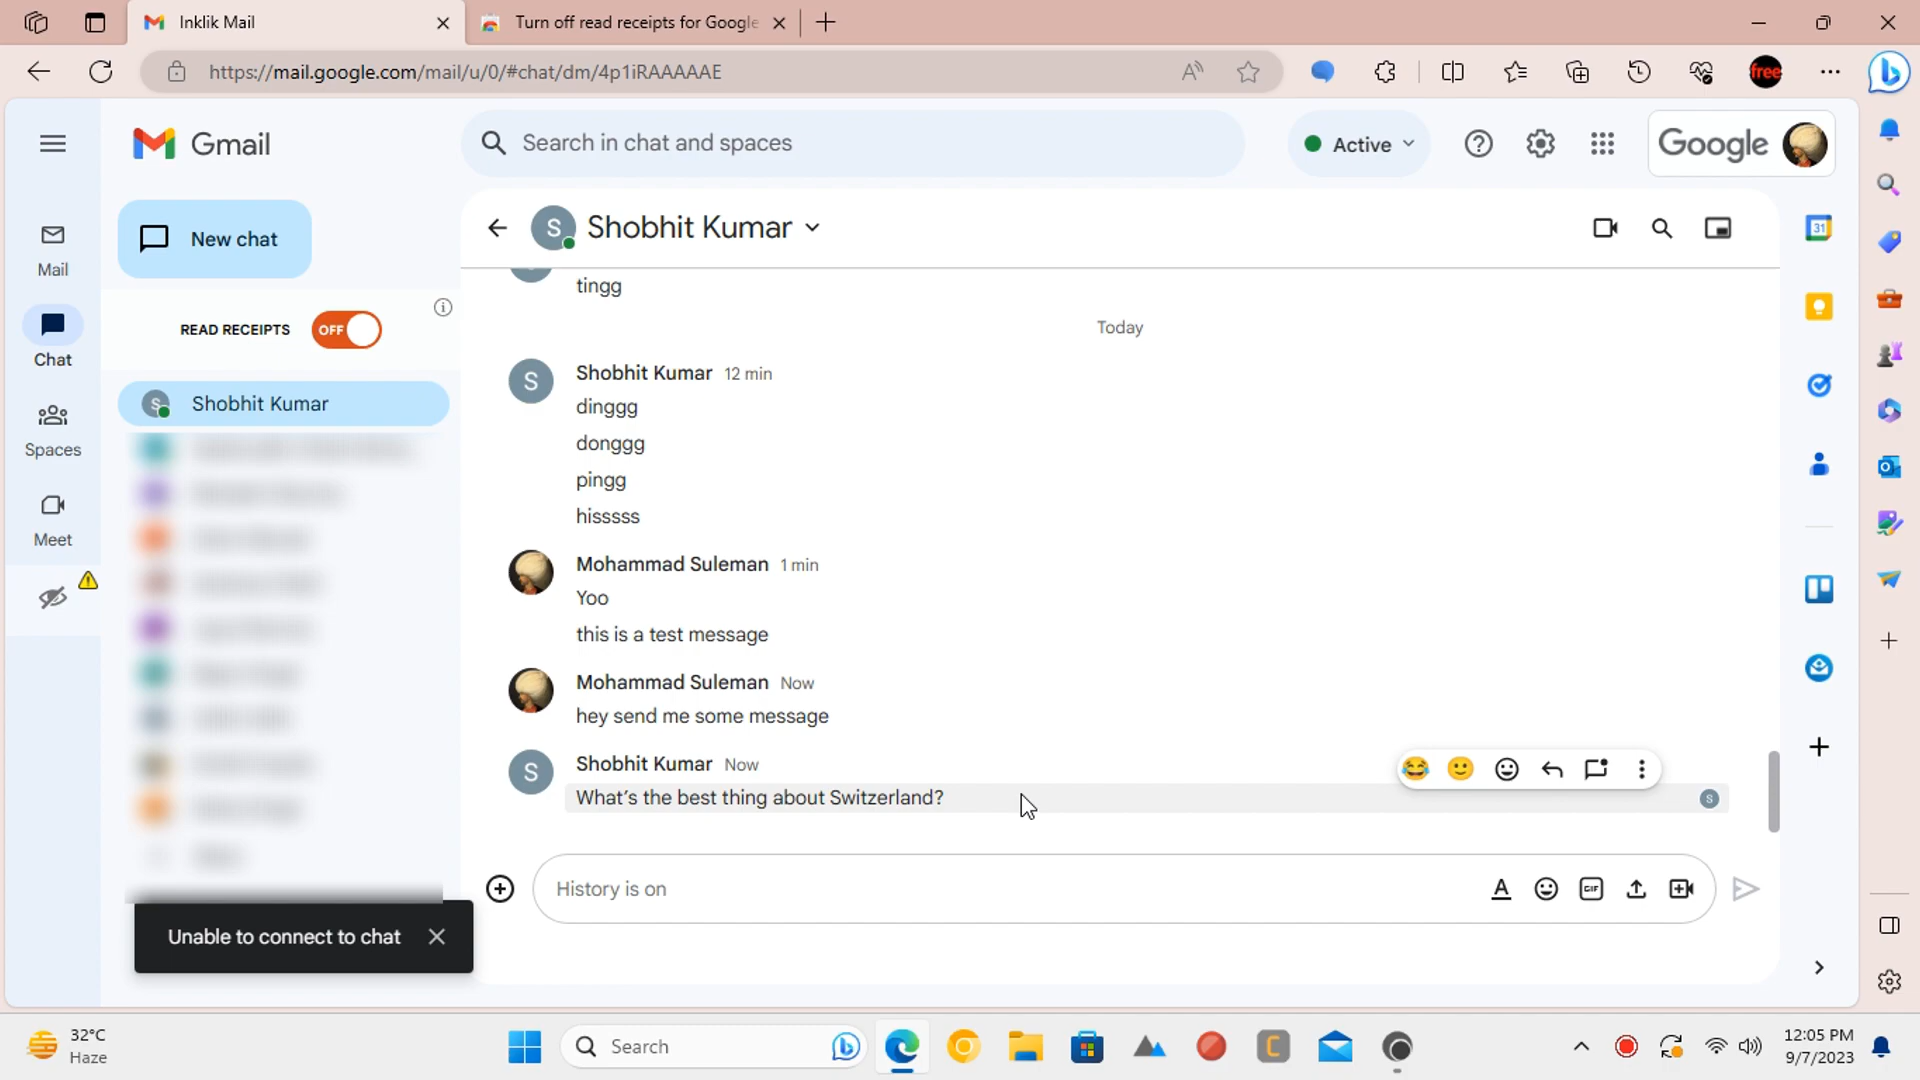 Inklik Mail
Turn off read receipts for Google
https://mail.google.com/mail/u/0/#chat/dm/4p1iRAAAAAE
free
Gmail
Search in chat and spaces
Active
Google
New chat
Shobhit Kumar
Mail
READ RECEIPTS OFF
Chat
Shobhit Kumar
Spaces
Meet
31
tingg
Today
S
Shobhit Kumar 12 min
dinggg
donggg
pingg
hisssss
Mohammad Suleman 1 min
Yoo
this is a test message
Mohammad Suleman Now
hey send me some message
S
Shobhit Kumar Now
What's the best thing about Switzerland?
S
History is on
GIF
Unable to connect to chat
32°C
Haze
Search
12:05 PM
9/7/2023